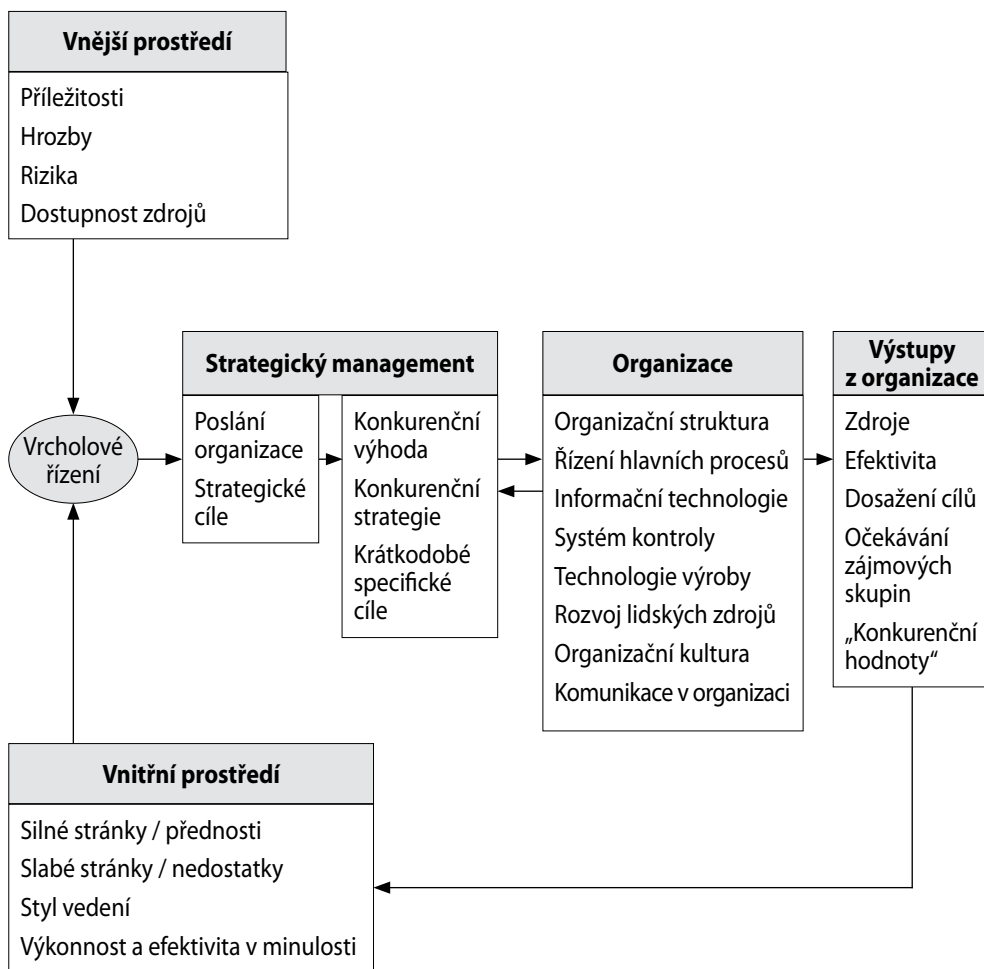 Vnější prostředí
Příležitosti
Hrozby
Rizika
Dostupnost zdrojů
Vrcholové
řízení
Strategický management
Poslání
organizace
Strategické
cíle
Konkurenční
výhoda
Konkurenční
strategie
Krátkodobé
specifické
cíle
Organizace
Organizační struktura
Řízení hlavních procesů
Informační technologie
Systém kontroly
Technologie výroby
Rozvoj lidských zdrojů
Organizační kultura
Komunikace v organizaci
Výstupy
z organizace
Zdroje
Efektivita
Dosažení cílů
Očekávání
zájmových
skupin
„Konkurenční
hodnoty“
Vnitřní prostředí
Silné stránky / přednosti
Slabé stránky / nedostatky
Styl vedení
Výkonnost a efektivita v minulosti